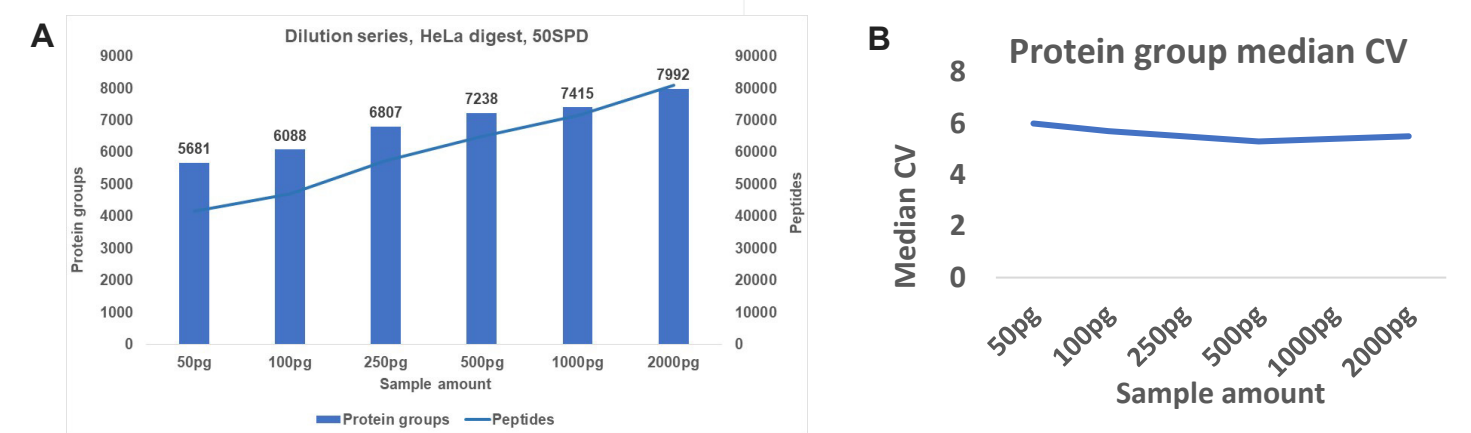 A
Dilution series, HeLa digest, 50SPD
9000
8000
7000
6000
5000
4000
3000
2000
1000
0
Protein groups
5681
6088
6807
7238
7415
7992
90000
80000
70000
60000
50000
40000
30000
20000
10000
0
Peptides
50pg 100pg 250pg 500pg 1000pg 2000pg
Sample amount
Protein groups Peptides
B
Protein group median CV
8
6
4
2
0
Median CV
50pg 100pg 250pg 500pg 1000pg 2000pg
Sample amount